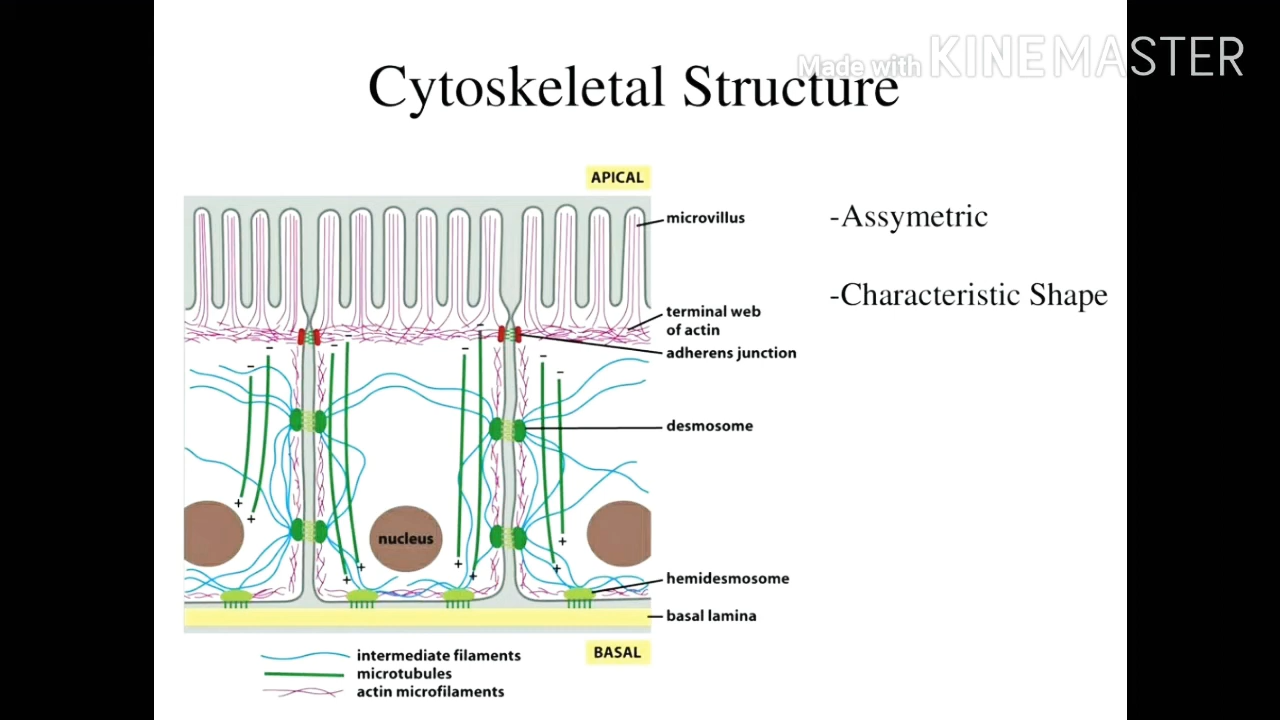 Made with KINEMASTER
Cytoskeletal Structure
APICAL
microvillus
-Assymetric
-Characteristic Shape
terminal web
of actin
adherens junction
desmosome
nucleus
hemidesmosome
basal lamina
BASAL
intermediate filaments
microtubules
actin microfilaments